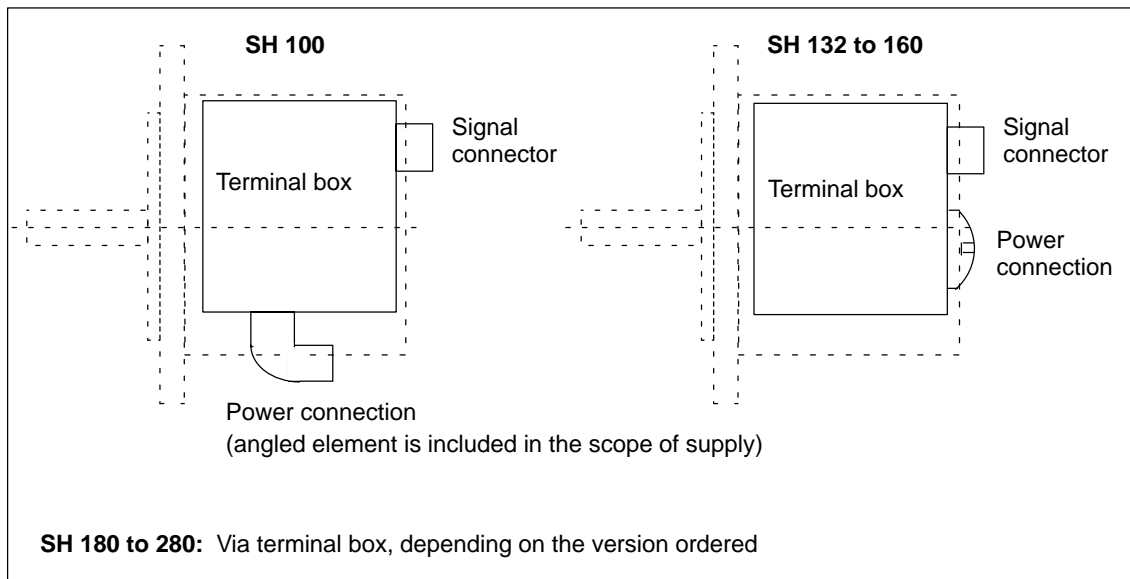 SH 100
SH 132 to 160
Signal
connector
Terminal box
Signal
connector
Terminal box
Power
connection
Power connection
(angled element is included in the scope of supply)
SH 180 to 280: Via terminal box, depending on the version ordered